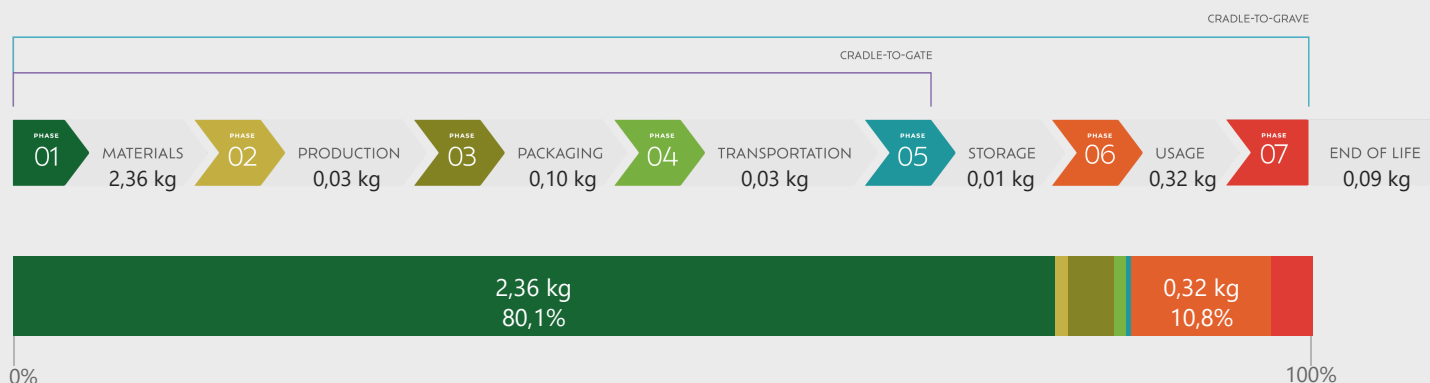 CRADLE-TO-GRAVE
CRADLE-TO-GATE
PHASE
01
MATERIALS
2,36 kg
PHASE
02
PRODUCTION
0,03 kg
PHASE
03
PACKAGING
0,10 kg
PHASE
04
TRANSPORTATION
0,03 kg
PHASE
05
STORAGE
0,01 kg
PHASE
06
USAGE
0,32 kg
PHASE
07
END OF LIFE
0,09 kg
2,36 kg
80,1%
0,32 kg
10,8%
0%
100%